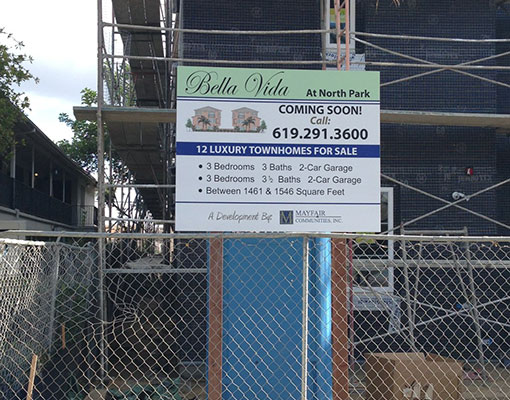 Bella Vida At North Park
COMING SOON!
Call:
619.291.3600
12 LUXURY TOWNHOMES FOR SALE
• 3 Bedrooms 3 Baths 2-Car Garage
• 3 Bedrooms 3 ½ Baths 2-Car Garage
• Between 1461 & 1546 Square Feet
A Development By: M MAYFAIR
COMMUNITIES, INC